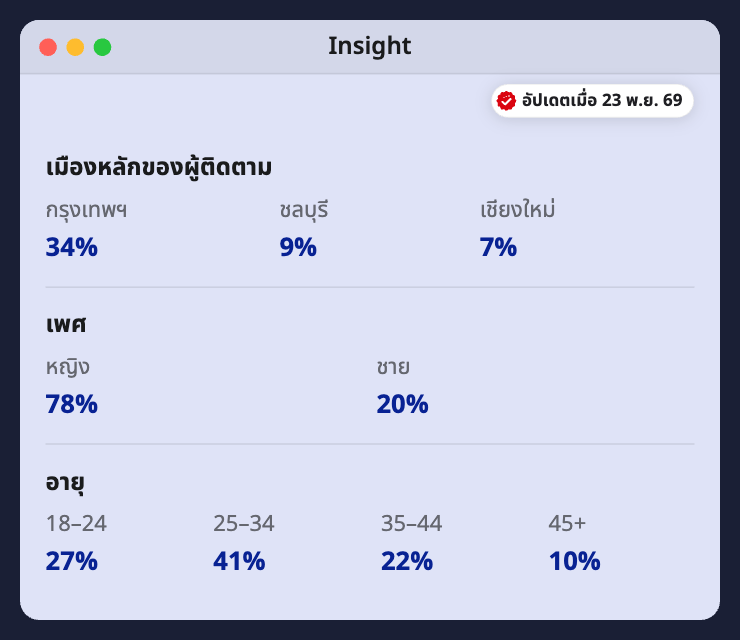 Insight
อัปเดตเมื่อ 23 พ.ย. 69
เมืองหลักของผู้ติดตาม
กรุงเทพฯ ชลบุรี เชียงใหม่
34% 9% 7%
เพศ
หญิง ชาย
78% 20%
อายุ
18–24 25–34 35–44 45+
27% 41% 22% 10%